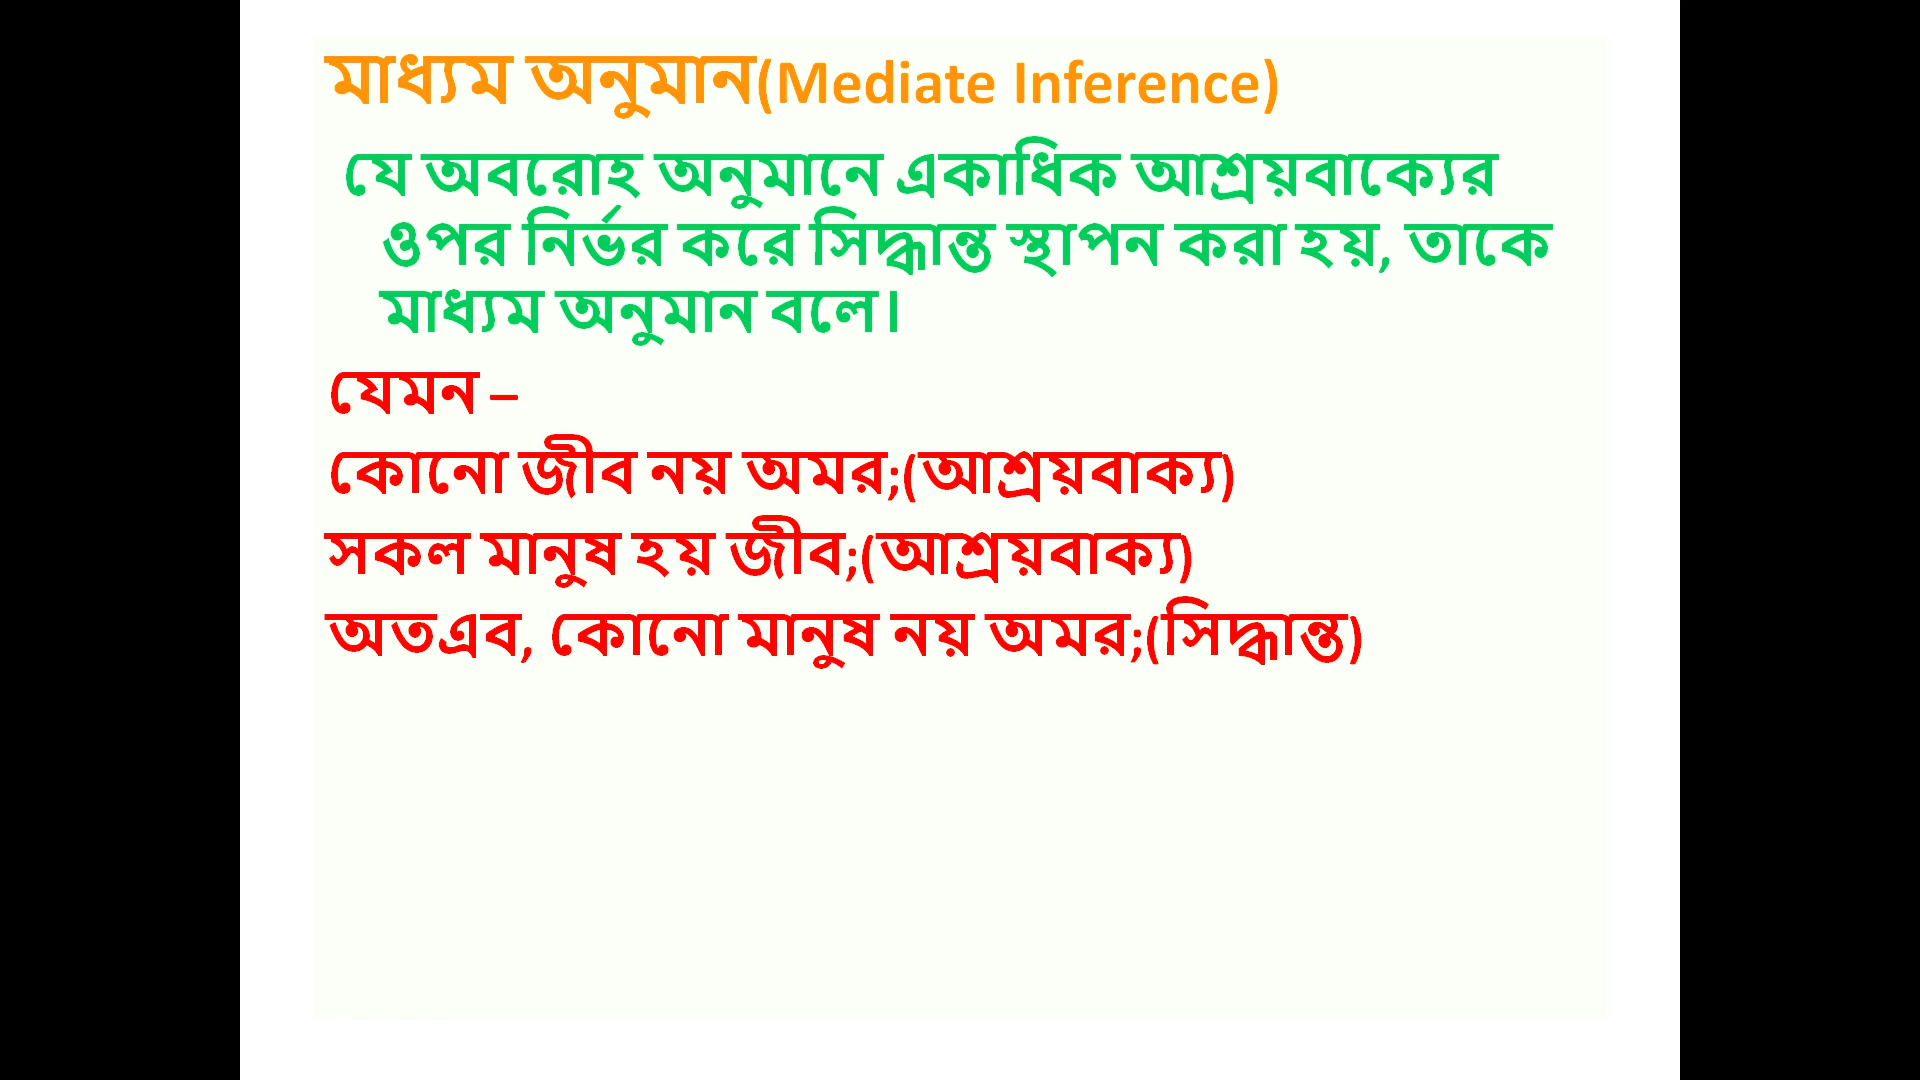 মাধ্যম অনুমান(Mediate Inference)
যে অবরোহ অনুমানে একাধিক আশ্রয়বাক্যের
ওপর নির্ভর করে সিদ্ধান্ত স্থাপন করা হয়, তাকে
মাধ্যম অনুমান বলে।
যেমন –
কোনো জীব নয় অমর;(আশ্রয়বাক্য)
সকল মানুষ হয় জীব;(আশ্রয়বাক্য)
অতএব, কোনো মানুষ নয় অমর;(সিদ্ধান্ত)